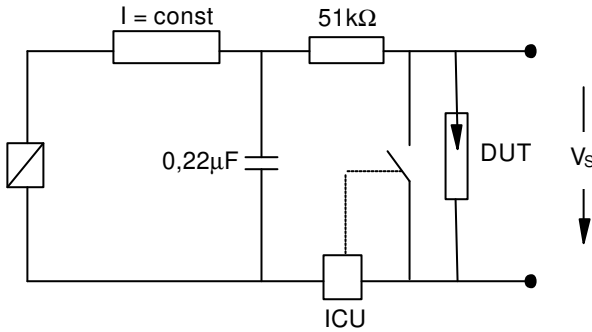 I = const
51kΩ
0,22µF
DUT
VS
ICU